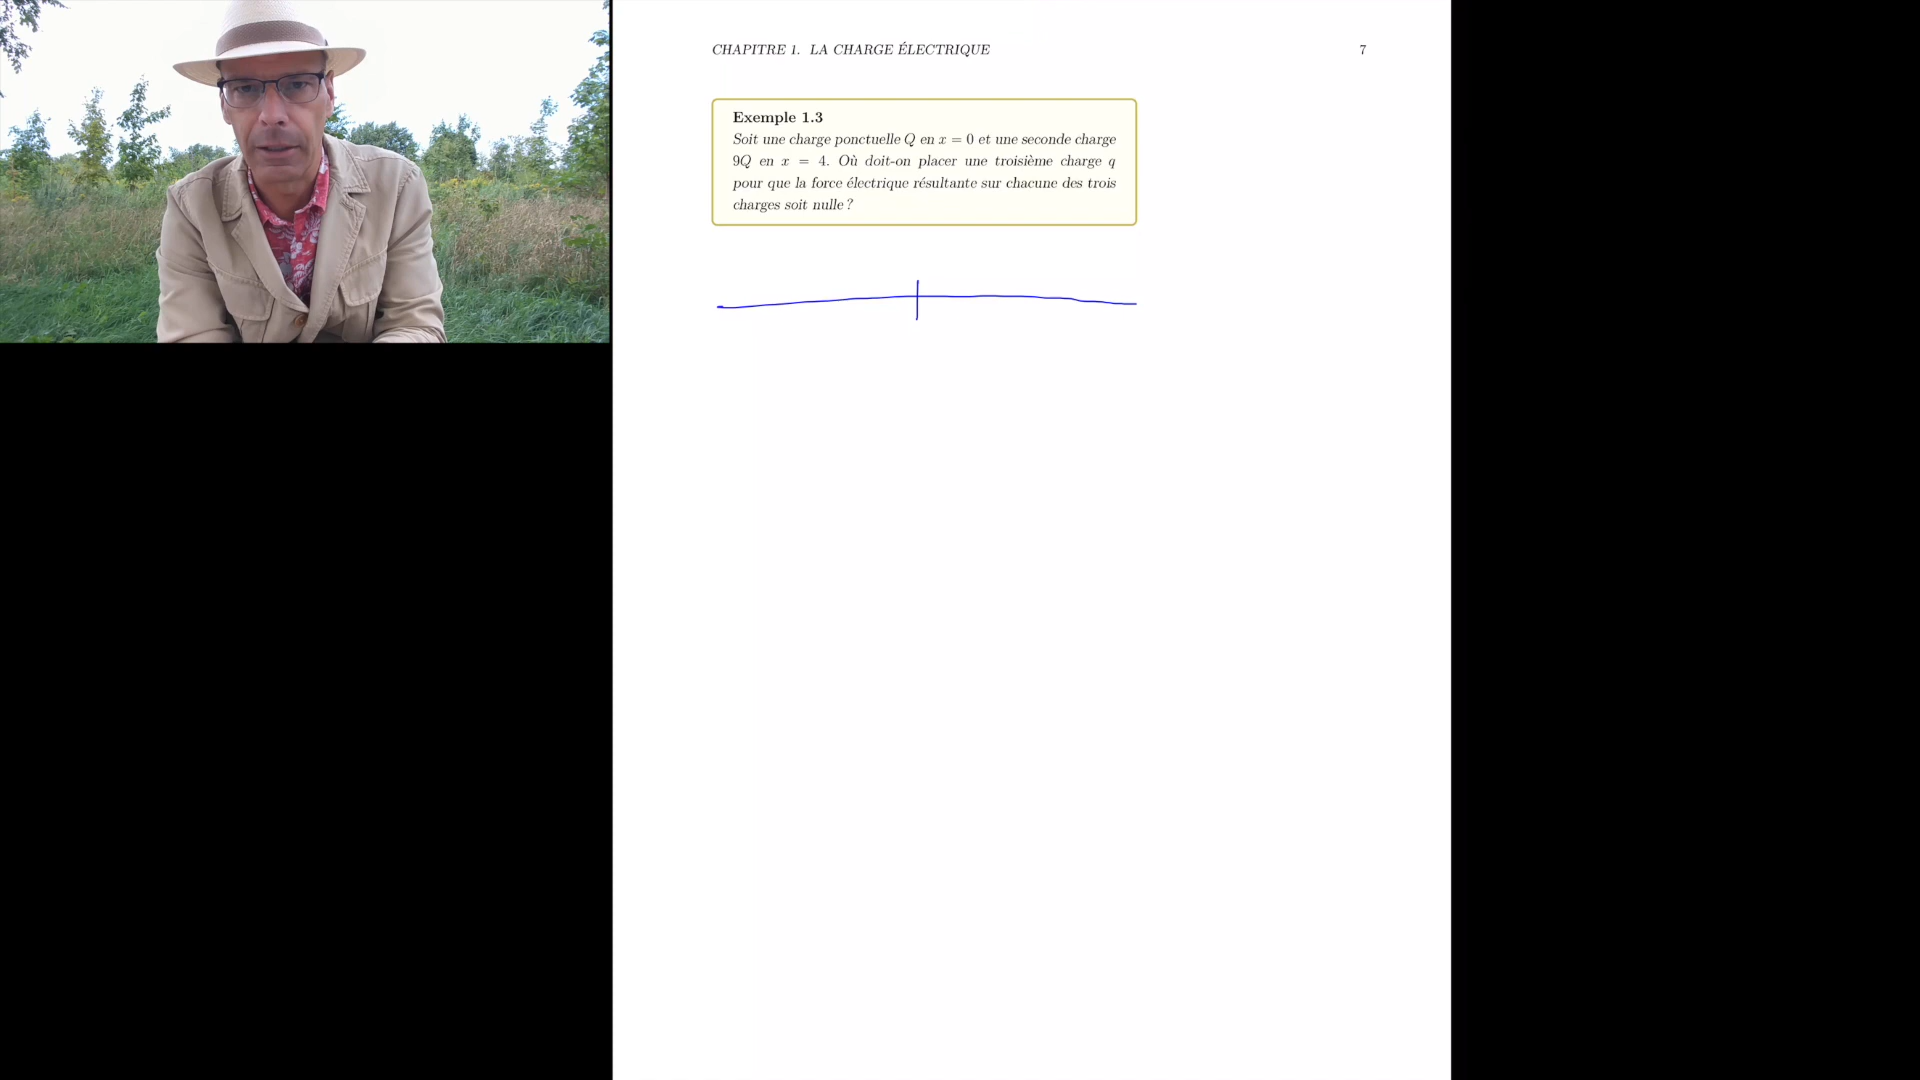 CHAPITRE 1. LA CHARGE ÉLECTRIQUE 7
Exemple 1.3
Soit une charge ponctuelle Q en x = 0 et une seconde charge
9Q en x = 4. Où doit-on placer une troisième charge q
pour que la force électrique résultante sur chacune des trois
charges soit nulle ?